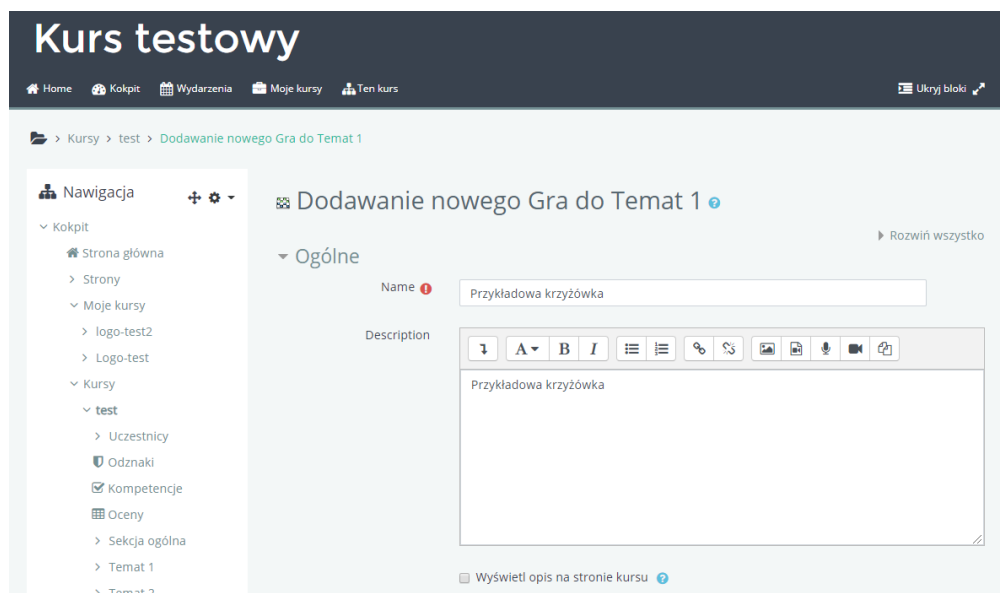 Kurs testowy
Home Kokpit Wydarzenia Moje kursy Ten kurs Ukryj bloki
> Kursy > test > Dodawanie nowego Gra do Temat 1
Nawigacja
Kokpit
Strona główna
Strony
Moje kursy
logo-test2
Logo-test
Kursy
test
Uczestnicy
Odznaki
Kompetencje
Oceny
Sekcja ogólna
Temat 1
Temat 2
Dodawanie nowego Gra do Temat 1
Rozwiń wszystko
Ogólne
Name
Przykładowa krzyżówka
Description
A B I
Przykładowa krzyżówka
Wyświetl opis na stronie kursu